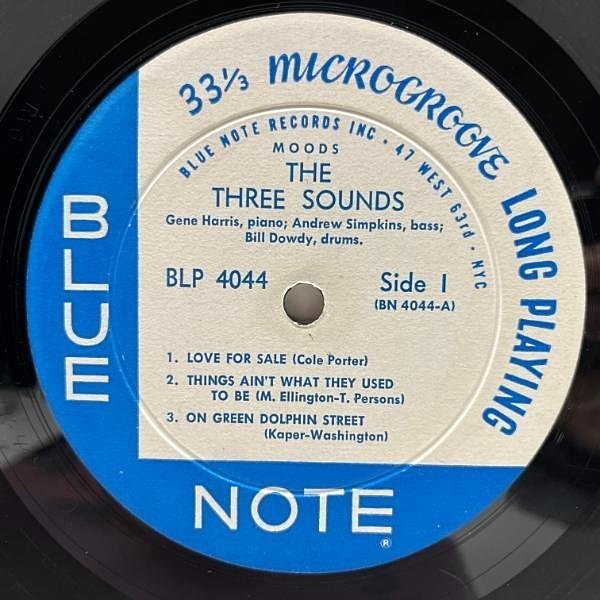 33⅓ MICROGROOVE LONG PLAYING
BLUE NOTE RECORDS INC • 47 WEST 63rd • NYC
MOODS
THE
THREE SOUNDS
Gene Harris, piano; Andrew Simpkins, bass;
Bill Dowdy, drums.
BLP 4044
Side 1
(BN 4044-A)
1. LOVE FOR SALE (Cole Porter)
2. THINGS AIN'T WHAT THEY USED
TO BE (M. Ellington-T. Persons)
3. ON GREEN DOLPHIN STREET
(Kaper-Washington)
BLUE
NOTE
®